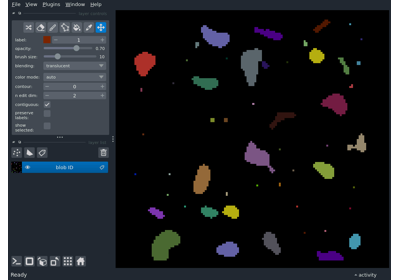 File View Plugins Window Help
label: 1
opacity: 0.70
brush size: 10
blending: translucent
color mode: auto
contour: 0
n edit dim: 2
contiguous:
preserve
labels:
show
selected:
blob ID
Ready
activity